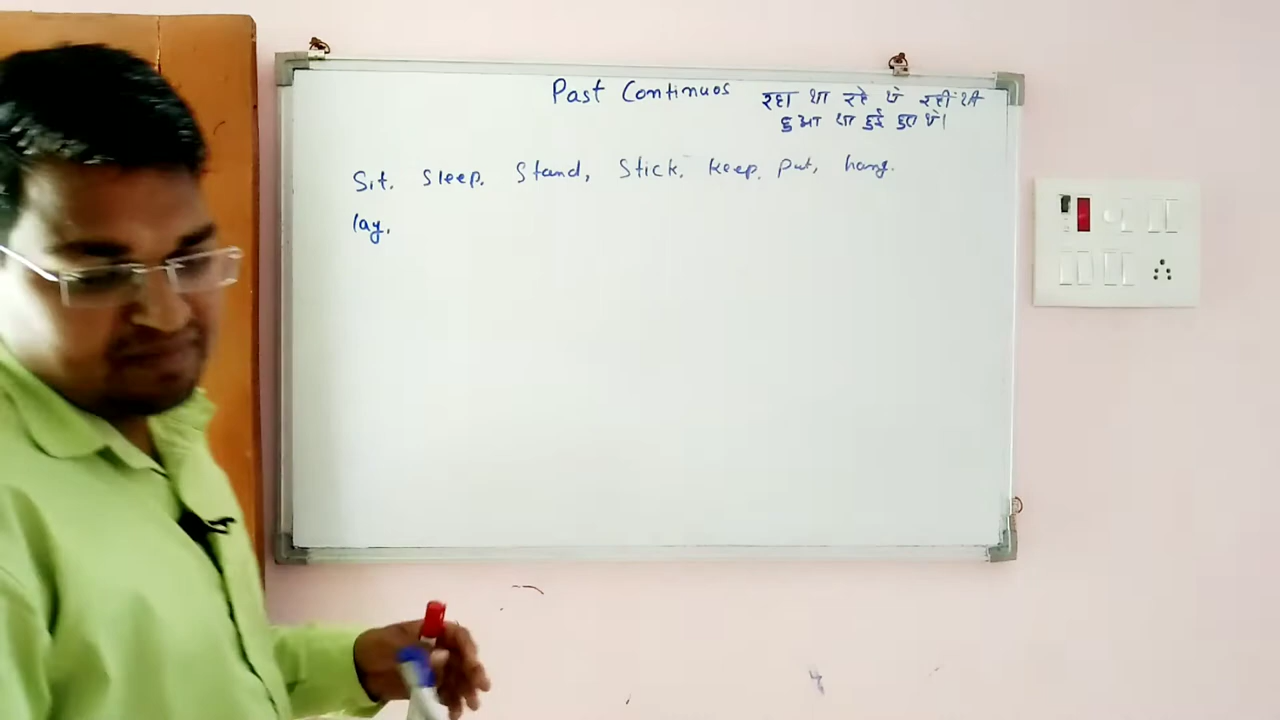 Past Continuos रहा था रहे थे रहीं थी
हुआ था हुई हुए थे।
Sit. Sleep. Stand, Stick. Keep. put, hang.
lay.